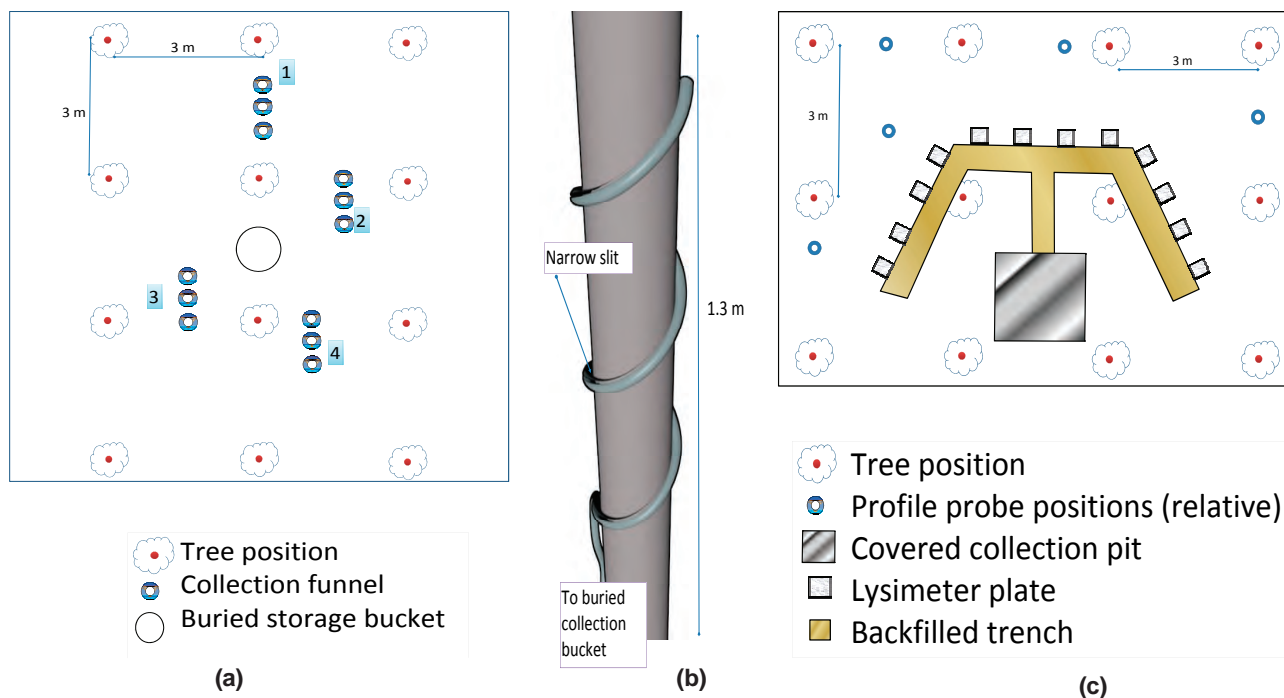 3 m
3 m
1
2
3
4
Tree position
Collection funnel
Buried storage bucket
(a)
Narrow slit
1.3 m
To buried
collection
bucket
(b)
3 m
3 m
Tree position
Profile probe positions (relative)
Covered collection pit
Lysimeter plate
Backfilled trench
(c)